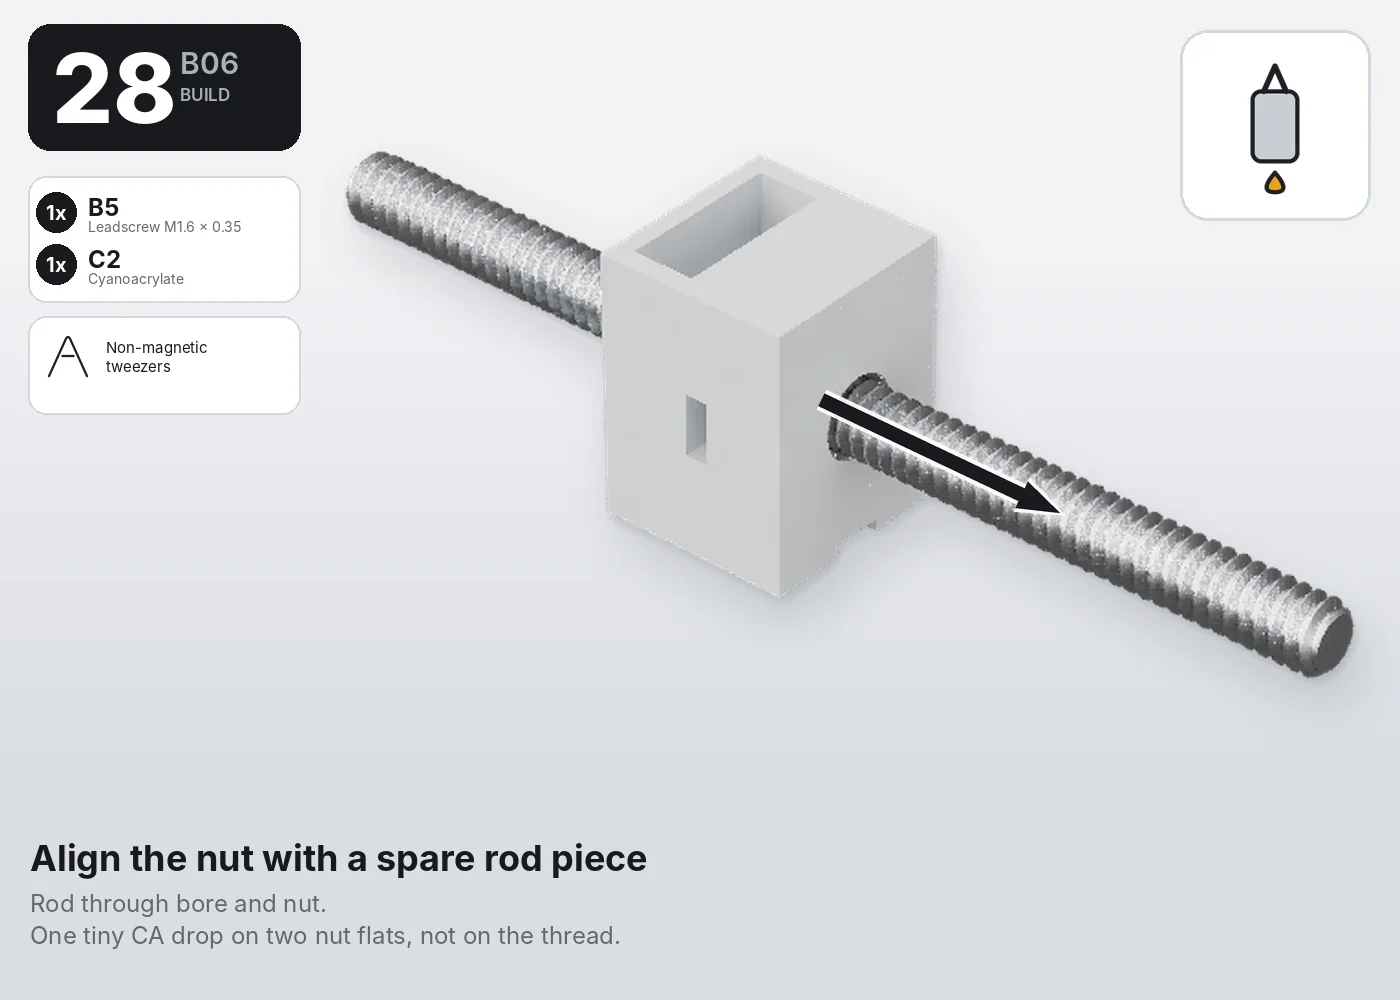 28
B06
BUILD
1x
B5
Leadscrew M1.6 × 0.35
1x
C2
Cyanoacrylate
Non-magnetic
tweezers
Align the nut with a spare rod piece
Rod through bore and nut.
One tiny CA drop on two nut flats, not on the thread.